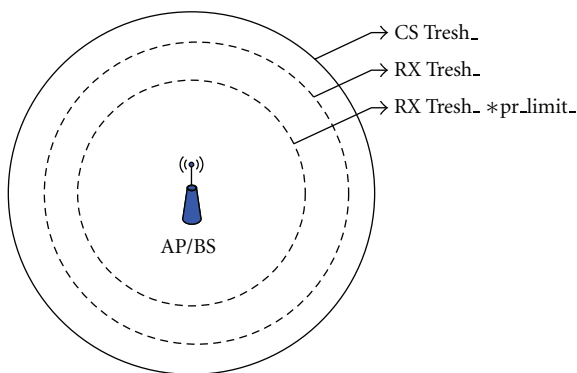 CS Tresh_
RX Tresh_
RX Tresh_ *pr_limit_
AP/BS